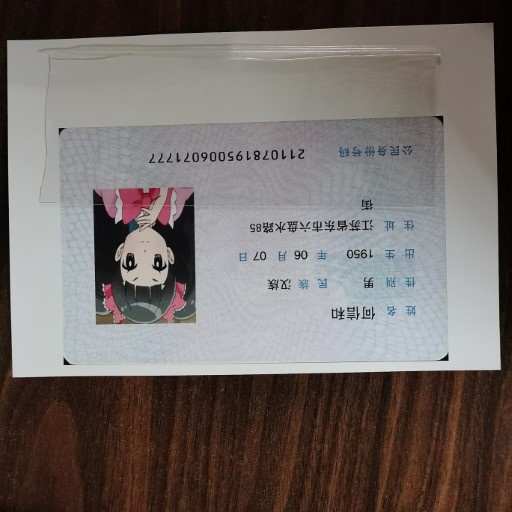 姓名 何信和
性别 男 民族 汉族
出生 1950 年 06 月 07 日
住址 江苏省东市六盘水路85
街
公民身份号码 211078195006071777